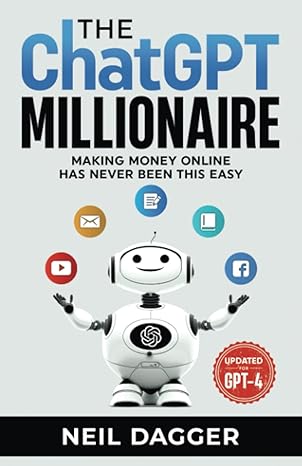 THE
ChatGPT
MILLIONAIRE
MAKING MONEY ONLINE
HAS NEVER BEEN THIS EASY
UPDATED
FOR
GPT-4
NEIL DAGGER